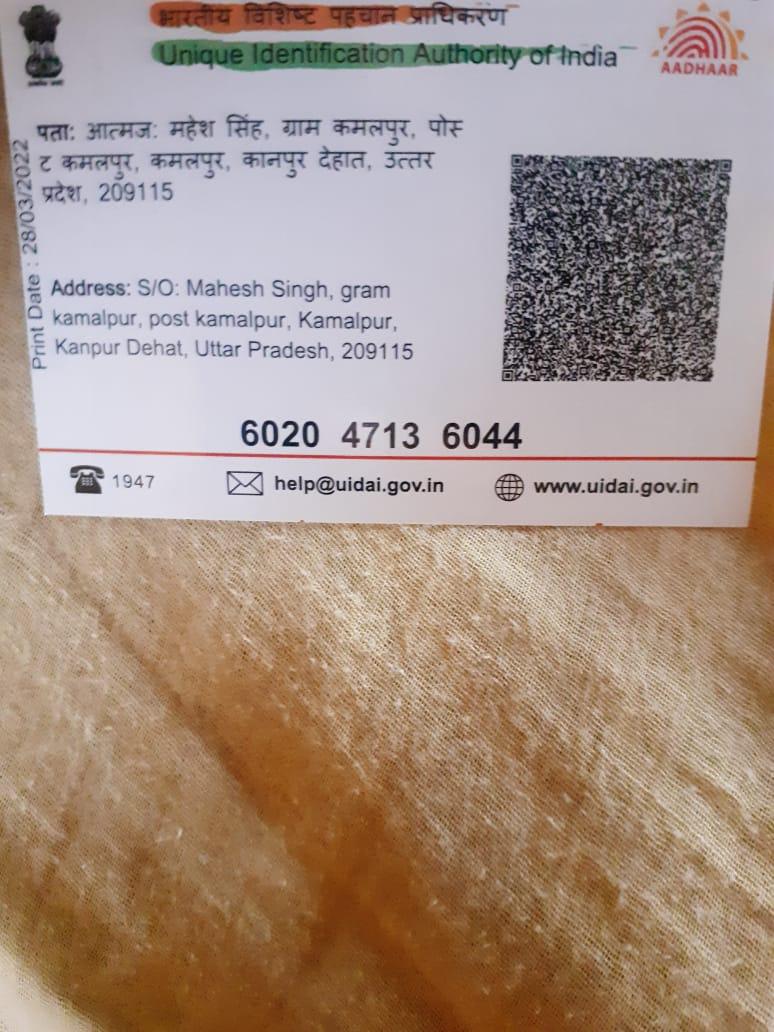 भारतीय विशिष्ट पहचान प्राधिकरण
Unique Identification Authority of India
AADHAAR
पता: आत्मज: महेश सिंह, ग्राम कमलपुर, पोस्
ट कमलपुर, कमलपुर, कानपुर देहात, उत्तर
प्रदेश, 209115
Print Date : 28/03/2022
Address: S/O: Mahesh Singh, gram
kamalpur, post kamalpur, Kamalpur,
Kanpur Dehat, Uttar Pradesh, 209115
6020 4713 6044
1947
help@uidai.gov.in
www.uidai.gov.in